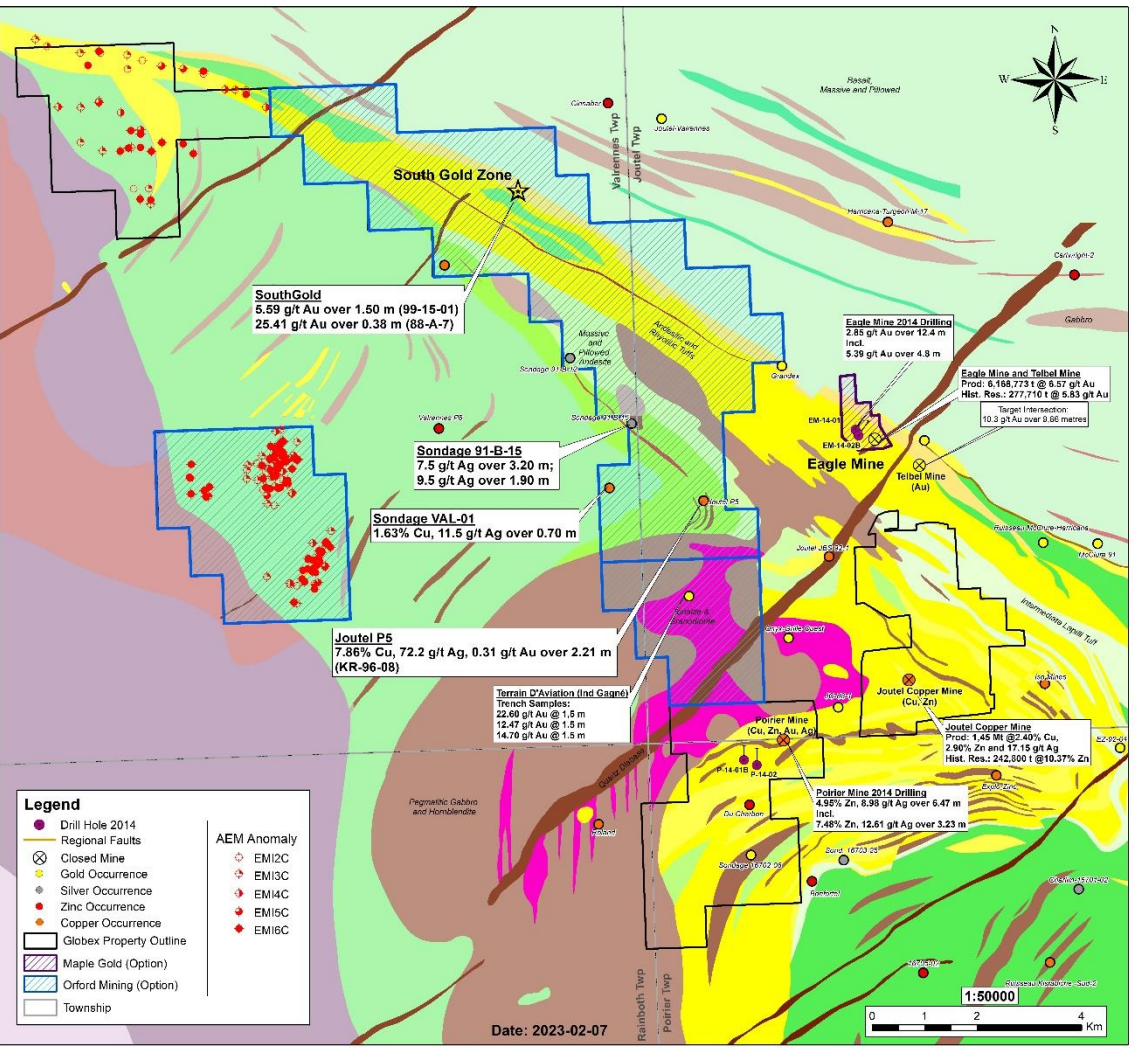 N
W
E
S
Basalt,
Massive and Pillowed
Valrennes Twp
Joutel Twp
Joutel-Valrennes
South Gold Zone
Harricana-Turgeon M-17
Cartwright-2
Gabbro
SouthGold
5.59 g/t Au over 1.50 m (99-15-01)
25.41 g/t Au over 0.38 m (88-A-7)
Massive
and
Pillowed
Andesite
Andesitic and
Rhyolitic Tuffs
Grandex
Eagle Mine 2014 Drilling
2.85 g/t Au over 12.4 m
Incl.
5.39 g/t Au over 4.8 m
Eagle Mine and Telbel Mine
Prod: 6,168,773 t @ 6.57 g/t Au
Hist. Res.: 277,710 t @ 5.83 g/t Au
Target Intersection:
10.3 g/t Au over 9.66 metres
EM-14-01
EM-14-02B
Eagle Mine
Telbel Mine
(Au)
Valrennes P5
Sondage 91-B-15
7.5 g/t Ag over 3.20 m;
9.5 g/t Ag over 1.90 m
Sondage VAL-01
1.63% Cu, 11.5 g/t Ag over 0.70 m
Joutel P5
Ruisseau McClure-Harricana
McClure 91
Intermediate Lapilli Tuff
Joutel P5
7.86% Cu, 72.2 g/t Ag, 0.31 g/t Au over 2.21 m
(KR-96-08)
Terrain D'Aviation (Ind Gagné)
Trench Samples:
22.60 g/t Au @ 1.5 m
12.47 g/t Au @ 1.5 m
14.70 g/t Au @ 1.5 m
Joutel Copper Mine
(Cu, Zn)
Iso Mines
Poirier Mine
(Cu, Zn, Au, Ag)
Joutel Copper Mine
Prod: 1,45 Mt @2.40% Cu,
2.90% Zn and 17.15 g/t Ag
Hist. Res.: 242,800 t @10.37% Zn
P-14-01B
P-14-02
Quartz Diabase
Explo-Zinc
Poirier Mine 2014 Drilling
4.95% Zn, 8.98 g/t Ag over 6.47 m
Incl.
7.48% Zn, 12.61 g/t Ag over 3.23 m
Pegmatitic Gabbro
and Hornblendite
Roland
Du Charbon
Sondage 16702-06
Legend
Drill Hole 2014
Regional Faults
Closed Mine
Gold Occurrence
Silver Occurrence
Zinc Occurrence
Copper Occurrence
Globex Property Outline
Maple Gold (Option)
Orford Mining (Option)
Township
AEM Anomaly
EMI2C
EMI3C
EMI4C
EMI5C
EMI6C
Rainboth Twp
Poirier Twp
Date: 2023-02-07
1:50000
0 1 2 4
Km